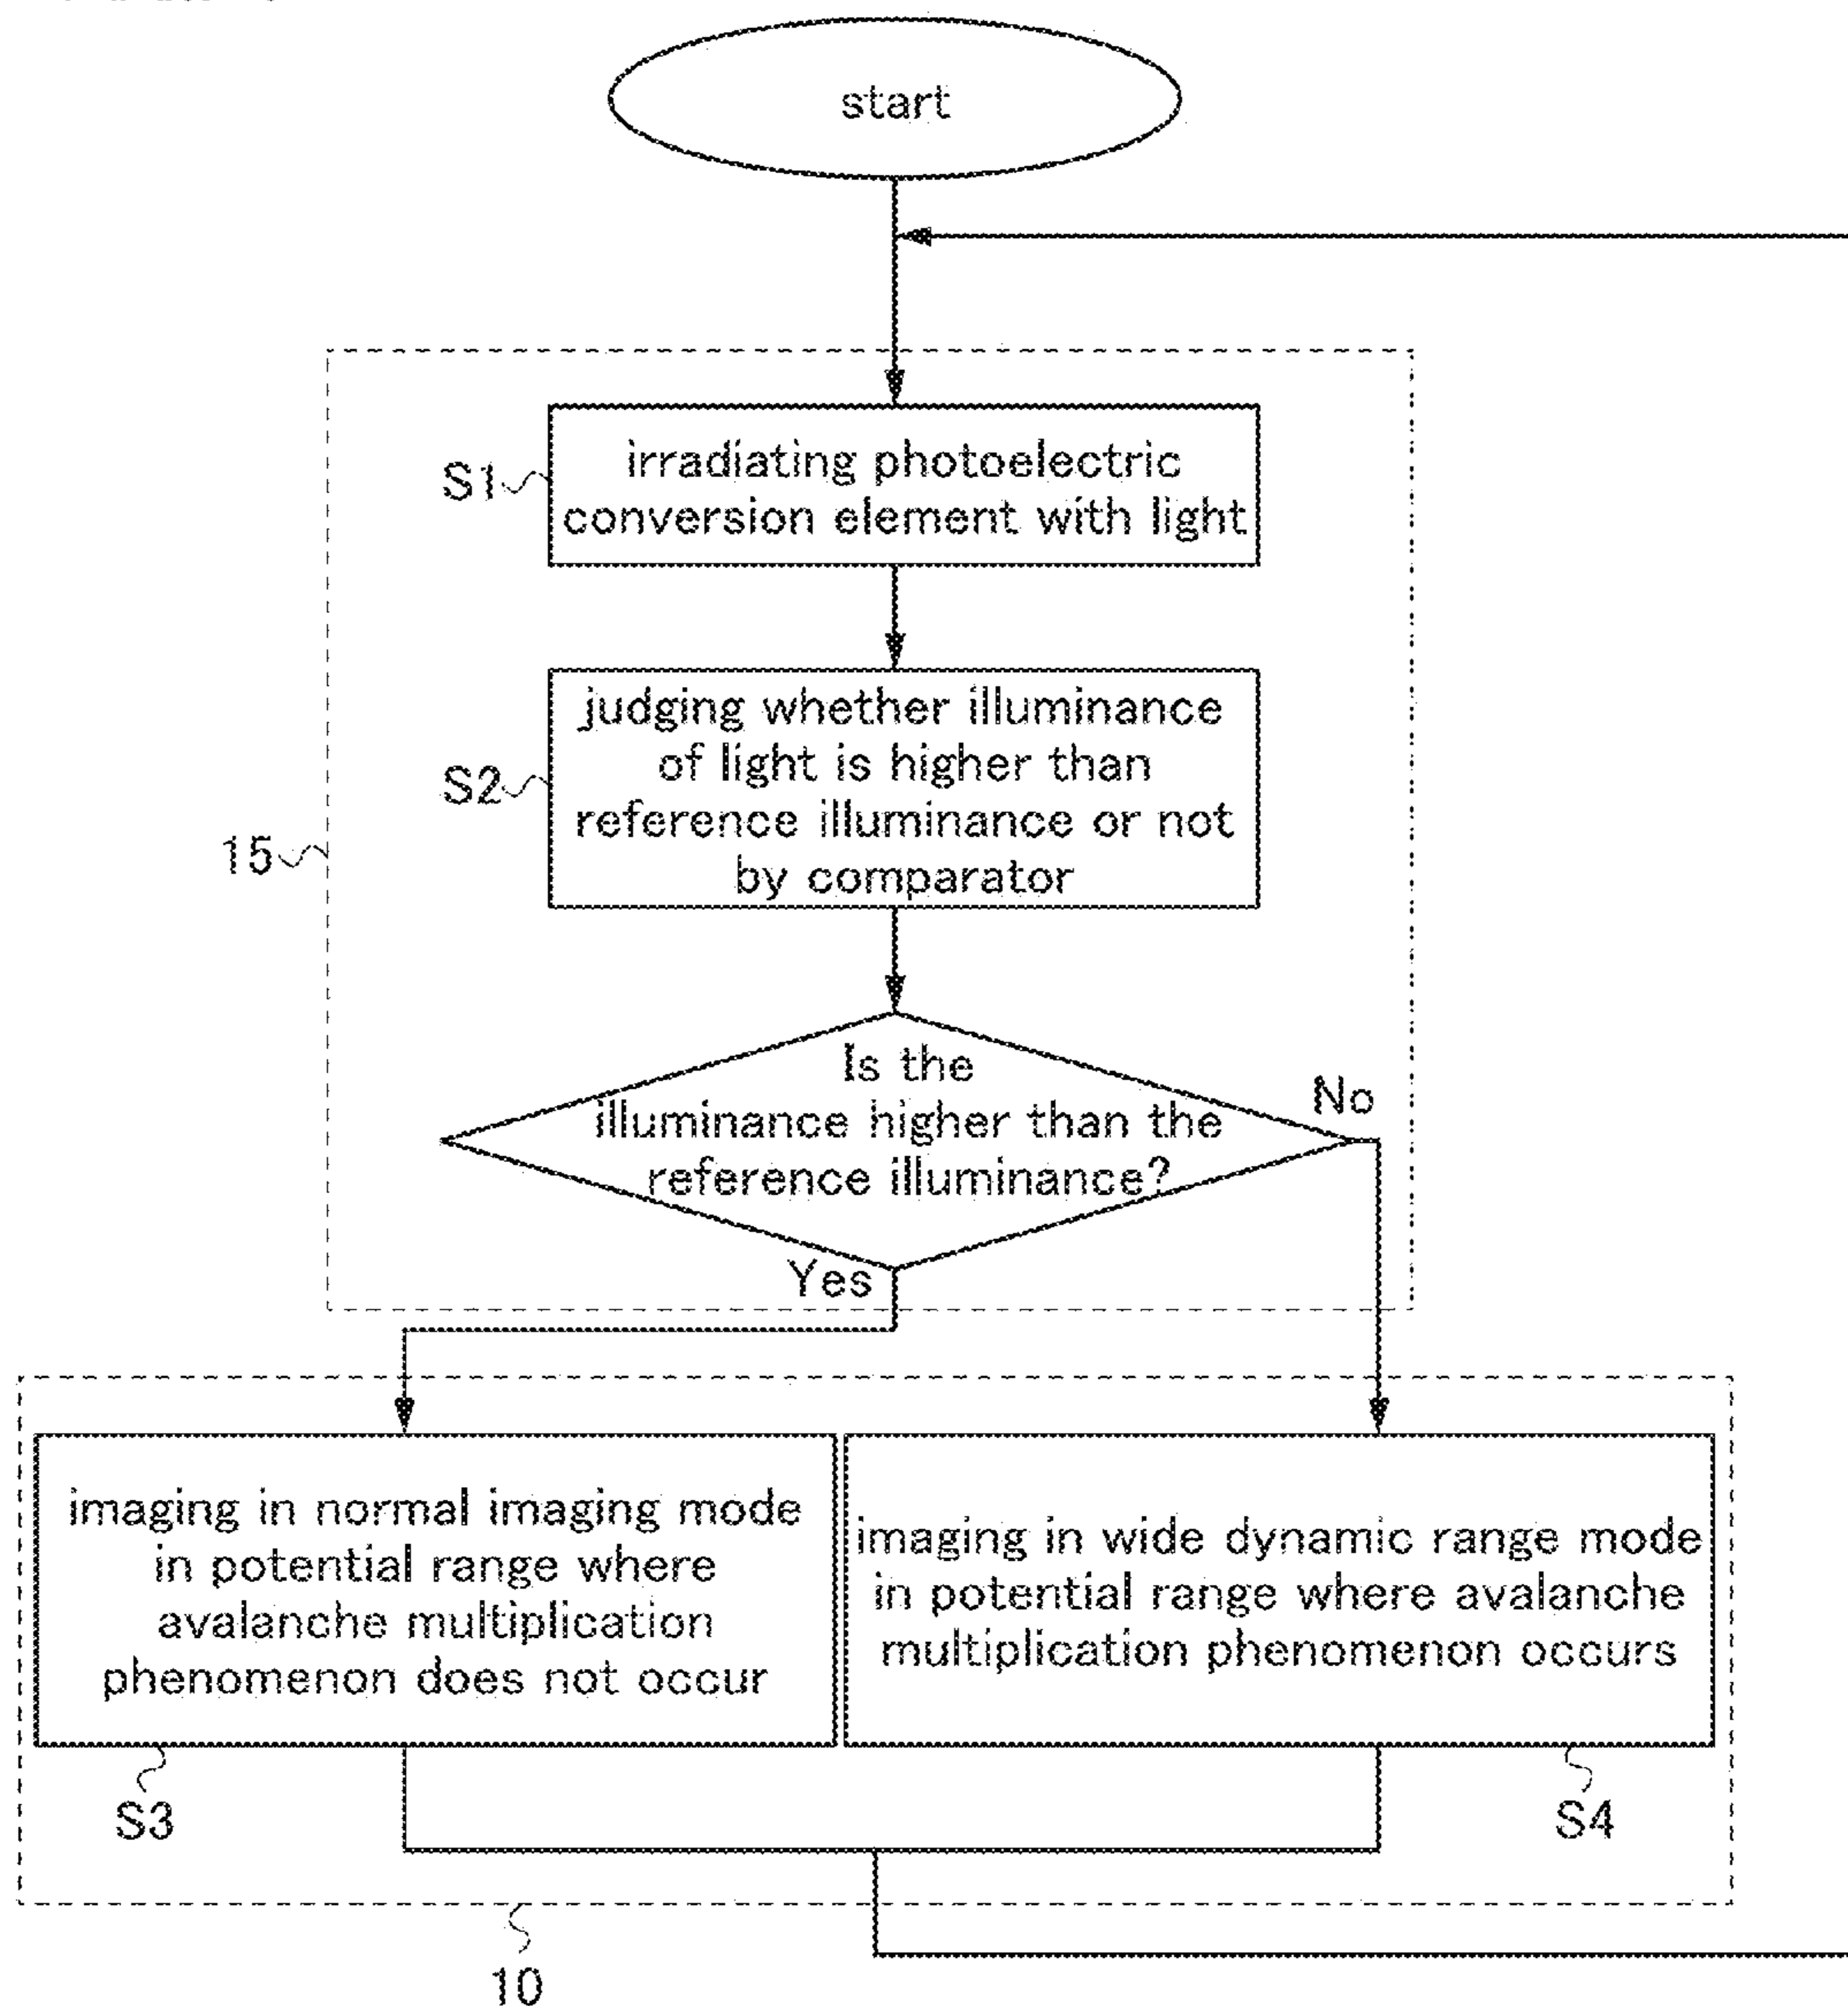 start
S1
irradiating photoelectric
conversion element with light
S2
judging whether illuminance
of light is higher than
reference illuminance or not
by comparator
15
Is the
illuminance higher than the
reference illuminance?
No
Yes
imaging in normal imaging mode
in potential range where
avalanche multiplication
phenomenon does not occur
imaging in wide dynamic range mode
in potential range where avalanche
multiplication phenomenon occurs
S3
S4
10